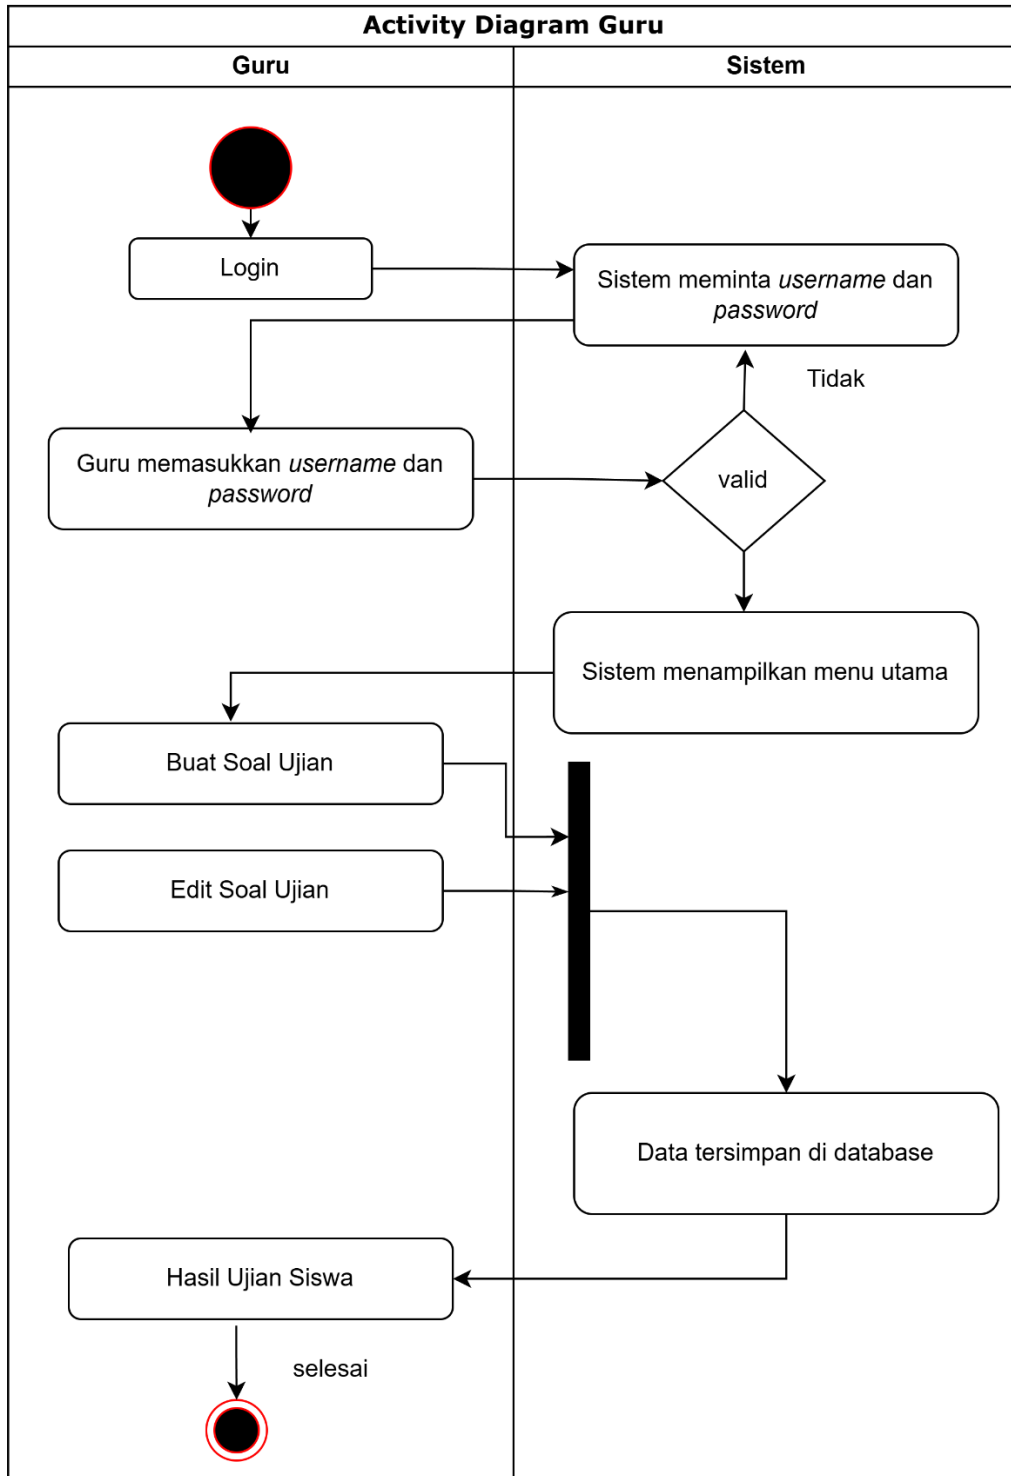 Activity Diagram Guru
Guru
Sistem
Login
Sistem meminta username dan
password
Tidak
Guru memasukkan username dan
password
valid
Sistem menampilkan menu utama
Buat Soal Ujian
Edit Soal Ujian
Data tersimpan di database
Hasil Ujian Siswa
selesai